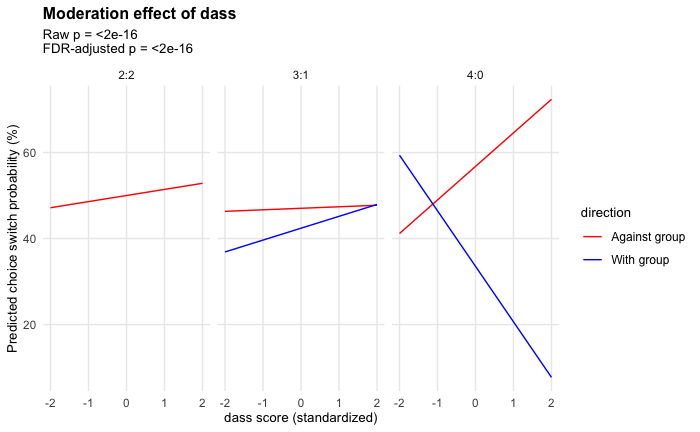 Moderation effect of dass
Raw p = <2e-16
FDR-adjusted p = <2e-16
2:2
3:1
4:0
Predicted choice switch probability (%)
60
40
20
-2 -1 0 1 2
-2 -1 0 1 2
-2 -1 0 1 2
dass score (standardized)
direction
Against group
With group